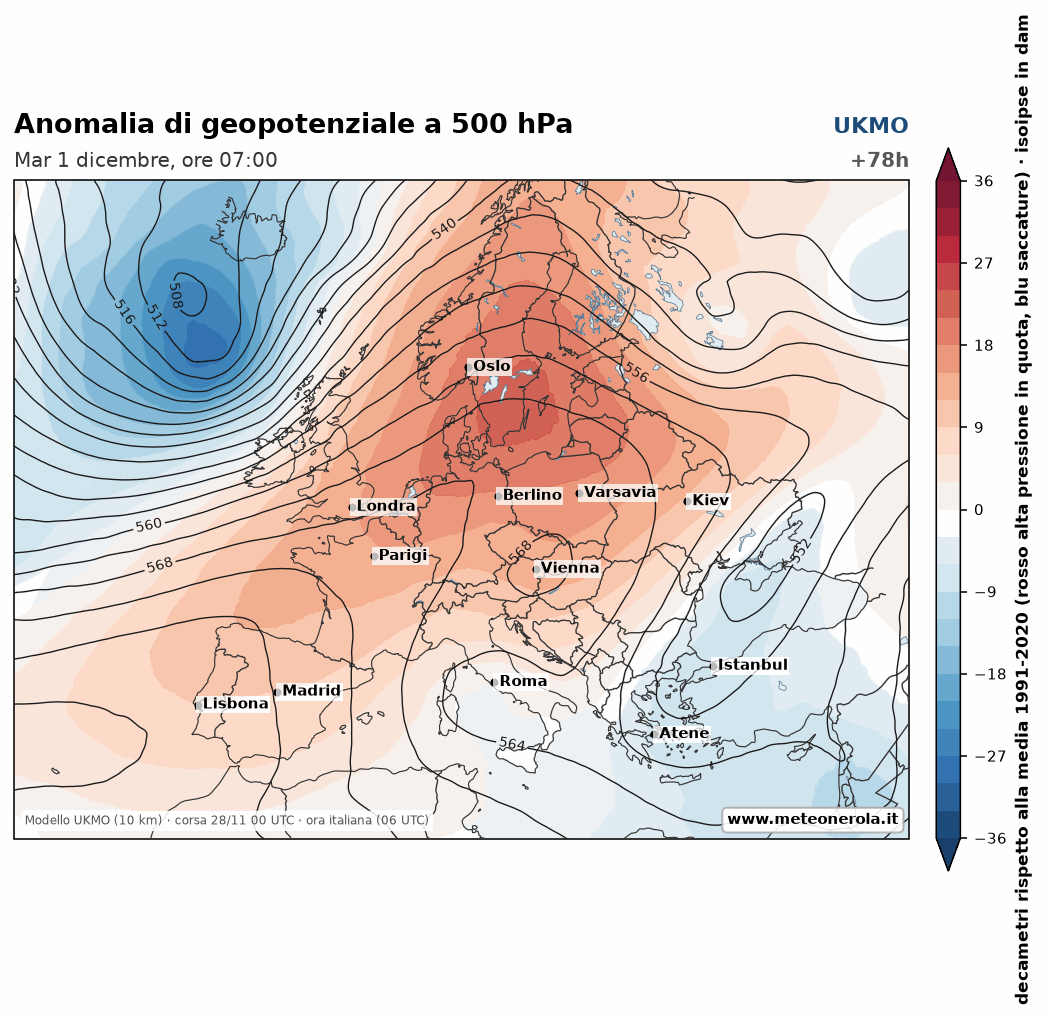 Anomalia di geopotenziale a 500 hPa
UKMO
Mar 1 dicembre, ore 07:00
+78h
540
508
512
516
556
Oslo
Londra
Berlino
Varsavia
Kiev
560
568
Parigi
568
Vienna
552
Lisbona
Madrid
Roma
Istanbul
Atene
564
Modello UKMO (10 km) · corsa 28/11 00 UTC · ora italiana (06 UTC)
www.meteonerola.it
36
27
18
9
0
−9
−18
−27
−36
decametri rispetto alla media 1991-2020 (rosso alta pressione in quota, blu saccature) · isoipse in dam